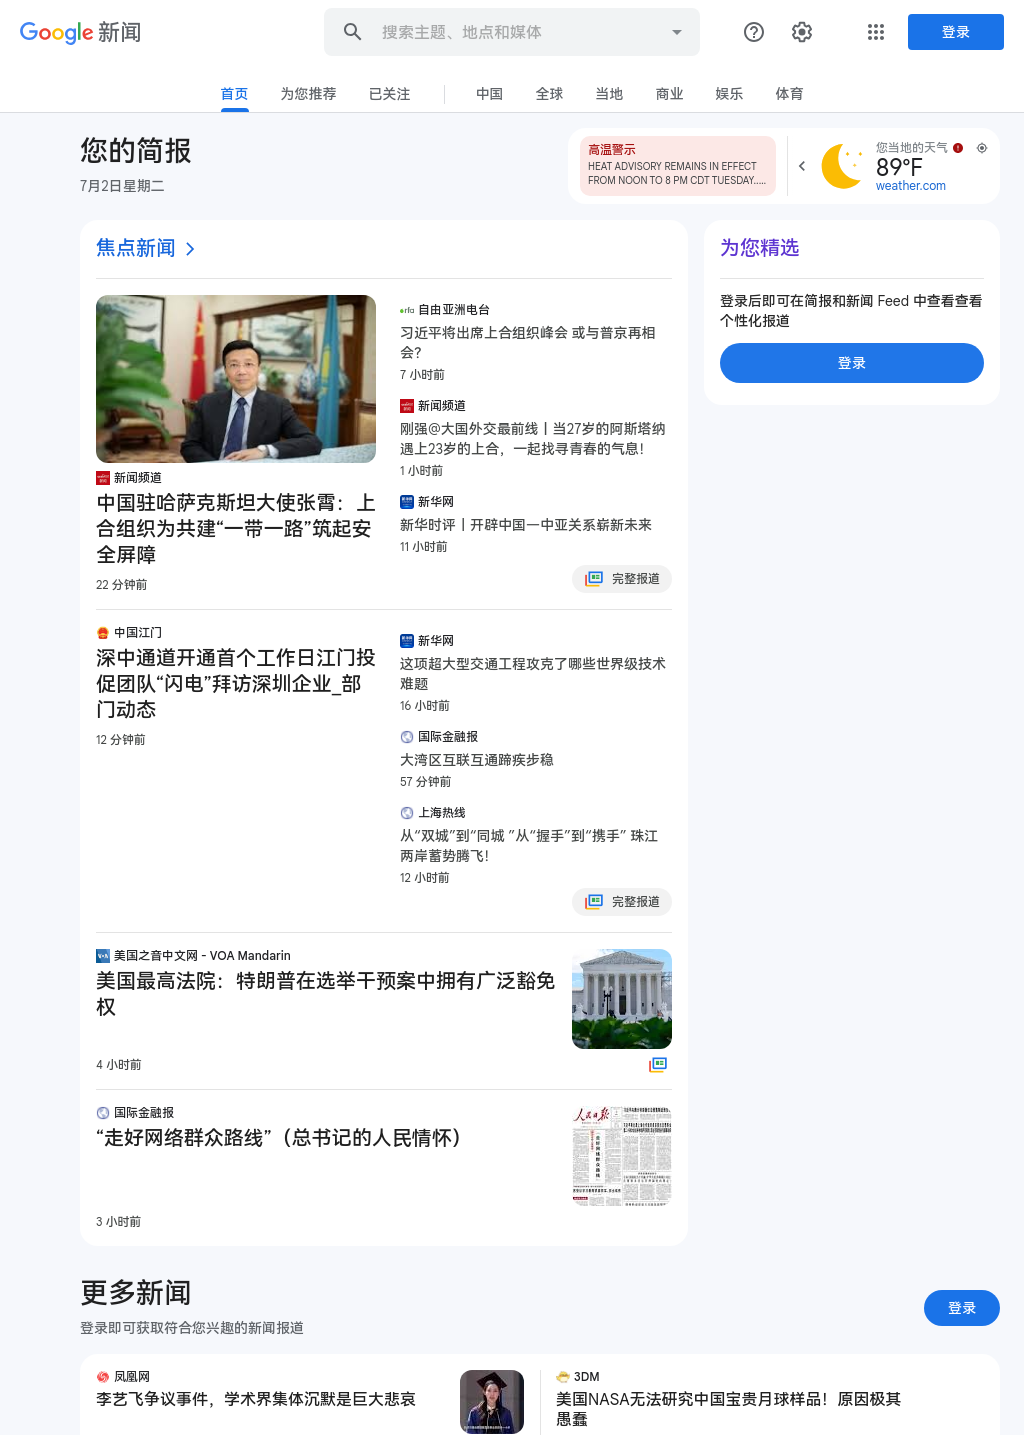 Google 新闻
搜索主题、地点和媒体
登录
首页
为您推荐
已关注
中国
全球
当地
商业
娱乐
体育
您的简报
7月2日星期二
高温警示
HEAT ADVISORY REMAINS IN EFFECT
FROM NOON TO 8 PM CDT TUESDAY.…
您当地的天气
89°F
weather.com
焦点新闻
新闻频道
中国驻哈萨克斯坦大使张霄：上
合组织为共建“一带一路”筑起安
全屏障
22 分钟前
rfa 自由亚洲电台
习近平将出席上合组织峰会 或与普京再相
会？
7 小时前
新闻频道
刚强@大国外交最前线丨当27岁的阿斯塔纳
遇上23岁的上合，一起找寻青春的气息！
1 小时前
新华网
新华时评丨开辟中国—中亚关系崭新未来
11 小时前
完整报道
中国江门
深中通道开通首个工作日江门投
促团队“闪电”拜访深圳企业_部
门动态
12 分钟前
新华网
这项超大型交通工程攻克了哪些世界级技术
难题
16 小时前
国际金融报
大湾区互联互通蹄疾步稳
57 分钟前
上海热线
从“双城”到“同城 ”从“握手”到“携手” 珠江
两岸蓄势腾飞！
12 小时前
完整报道
VOA 美国之音中文网 - VOA Mandarin
美国最高法院：特朗普在选举干预案中拥有广泛豁免
权
4 小时前
国际金融报
“走好网络群众路线”（总书记的人民情怀）
人民日报
3 小时前
为您精选
登录后即可在简报和新闻 Feed 中查看查看
个性化报道
登录
更多新闻
登录即可获取符合您兴趣的新闻报道
登录
凤凰网
李艺飞争议事件，学术界集体沉默是巨大悲哀
3DM
美国NASA无法研究中国宝贵月球样品！原因极其
愚蠢